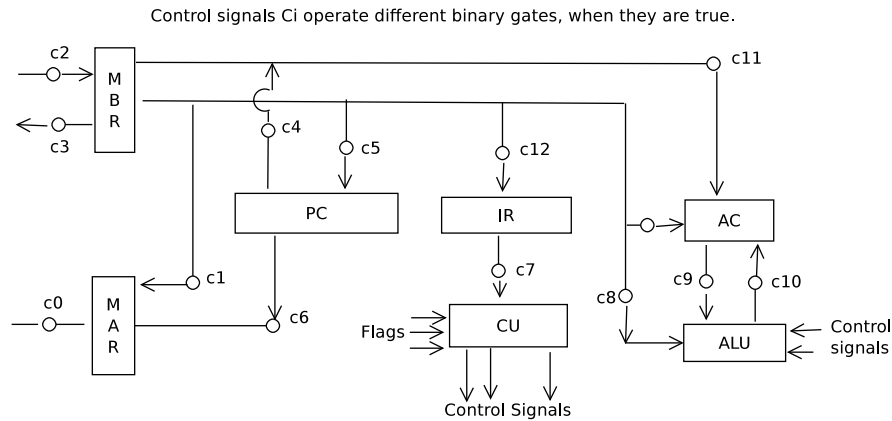 Control signals Ci operate different binary gates, when they are true.
c2
c11
M
B
R
c3
c4
c5
c12
PC
IR
AC
c1
c0
M
A
R
c6
c7
c8
c9
c10
Flags
CU
ALU
Control
signals
Control Signals